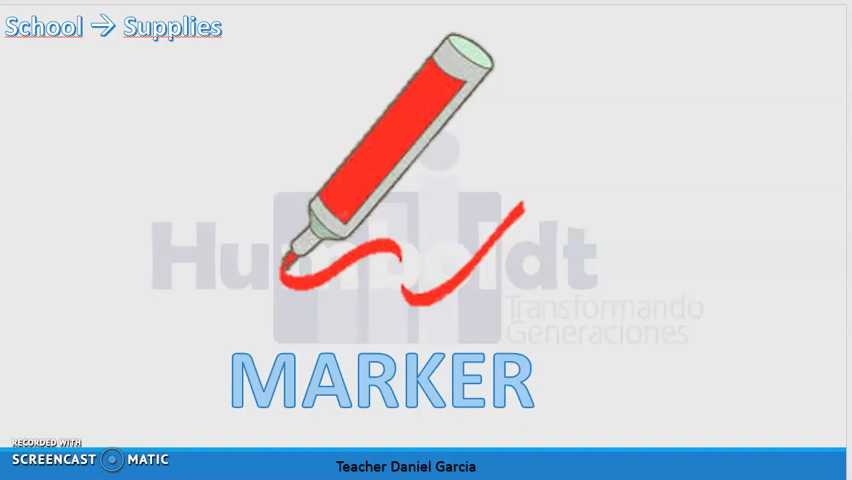 School → Supplies
Humboldt
Transformando
Generaciones
MARKER
RECORDED WITH
SCREENCAST MATIC
Teacher Daniel Garcia